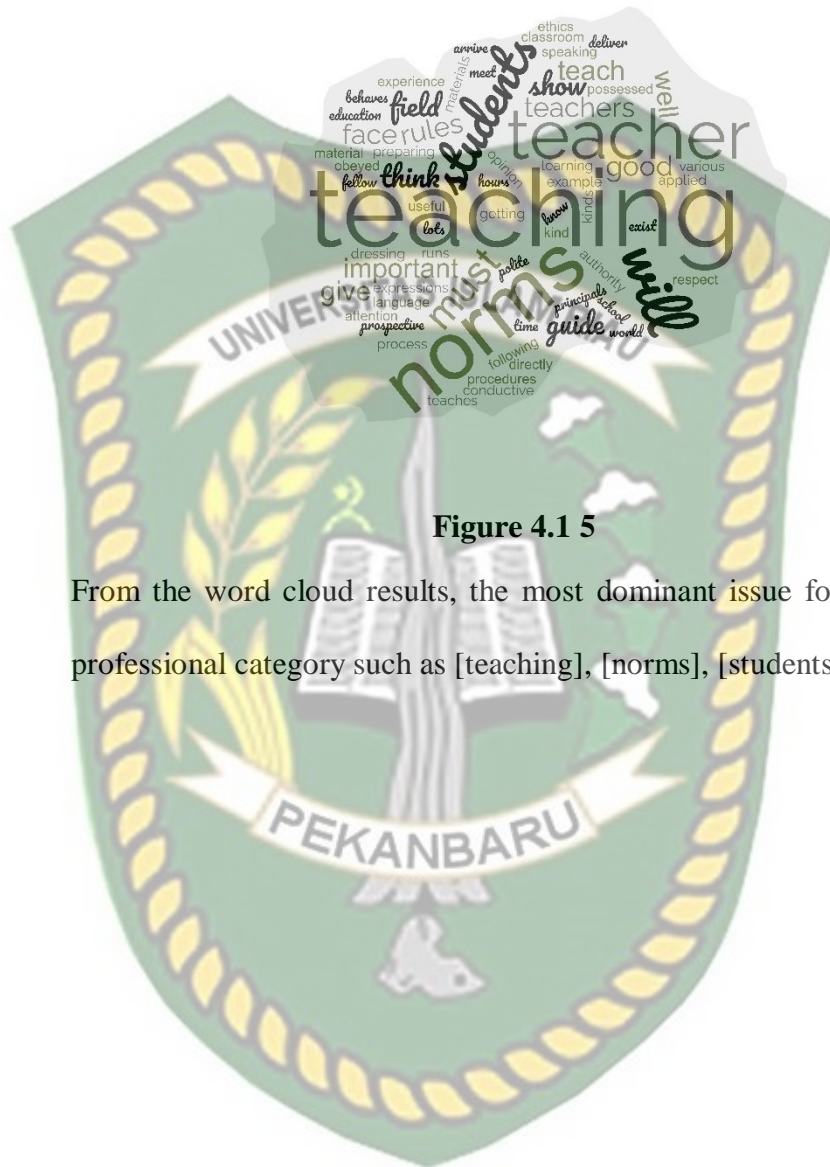 ethics
classroom deliver
arrive speaking
materials meet students teach
experience show possessed well
behaves field teachers
education
face rules teacher
material preparing
obeyed opinion learning good various
fellow think hours example applied
teaching
useful getting know kinds
lots kind exist
dressing runs will
important must polite norms authority respect
give expressions
language principals school
attention
prospective time guide world
process following
directly
procedures
conductive
teaches
UNIVERSITAS ISLAM RIAU
Figure 4.1 5
From the word cloud results, the most dominant issue fo
professional category such as [teaching], [norms], [students
PEKANBARU